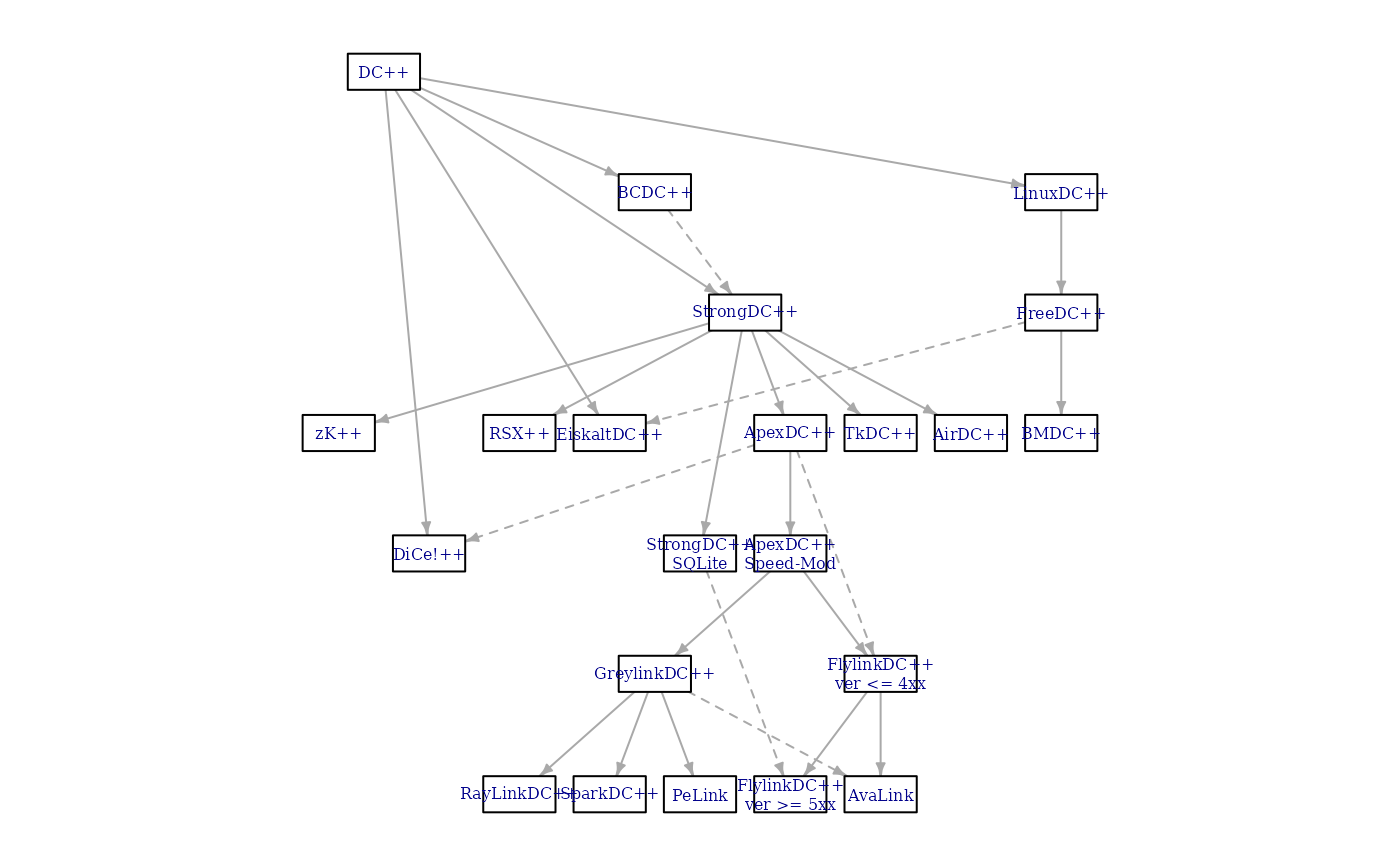 DC++
BCDC++
LinuxDC++
StrongDC++
FreeDC++
zK++
RSX++
EiskaltDC++
ApexDC++
TkDC++
AirDC++
BMDC++
DiCe!++
StrongDC++
SQLite
ApexDC++
Speed-Mod
GreylinkDC++
FlylinkDC++
ver <= 4xx
RayLinkDC++
SparkDC++
PeLink
FlylinkDC++
ver >= 5xx
AvaLink